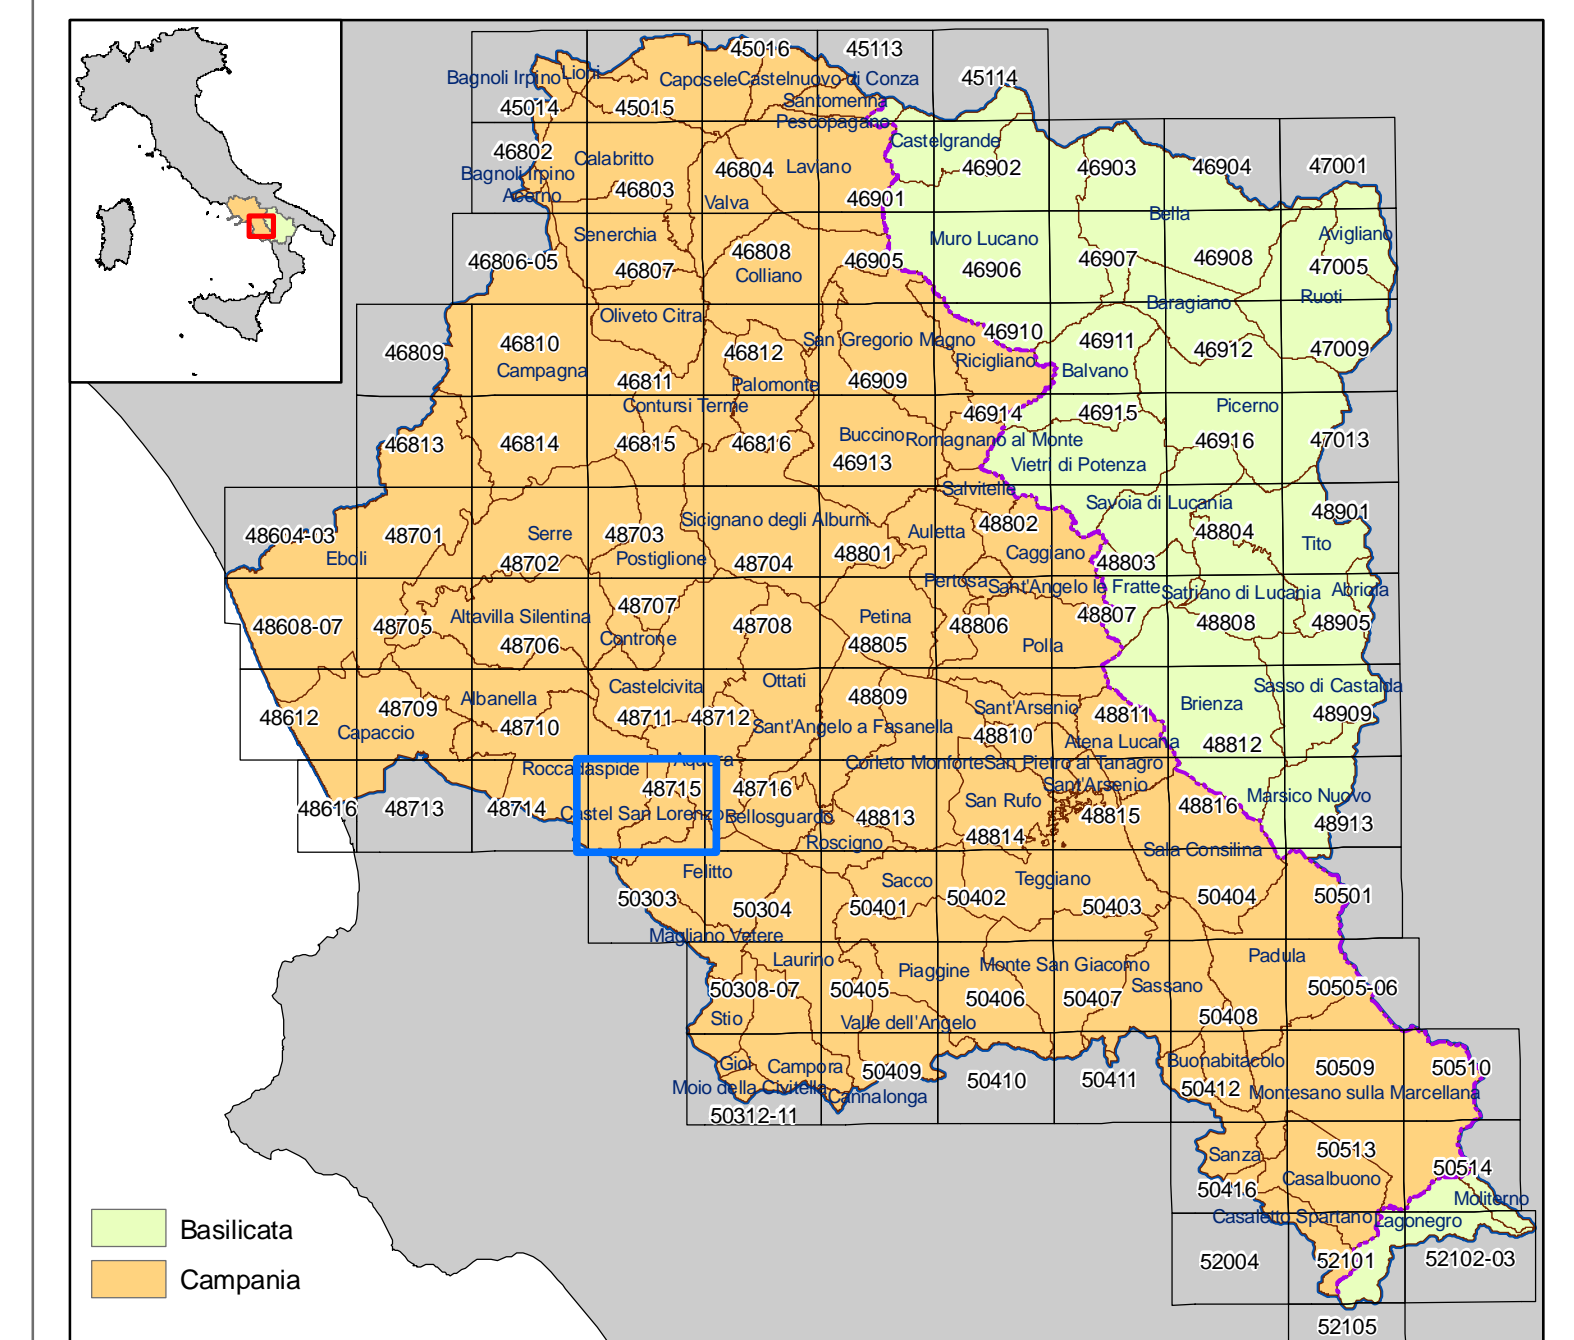 45016
45113
45114
Bagnoli Irpino
Lioni
Caposele
Castelnuovo di Conza
45014
45015
Santomenna
Pescopagano
46802
Calabritto
46804
Laviano
Castelgrande
46902
46903
46904
47001
Bagnoli Irpino
Acerno
46803
Valva
46901
Bella
Senerchia
46808
Muro Lucano
Avigliano
46806-05
46807
Colliano
46905
46906
46907
46908
47005
Oliveto Citra
Baragiano
Ruoti
46809
46810
46812
San Gregorio Magno
46910
46911
46912
47009
Campagna
46811
Palomonte
46909
Ricigliano
Balvano
Contursi Terme
46914
46915
Picerno
46813
46814
46815
46816
Buccino
Romagnano al Monte
46916
47013
46913
Vietri di Potenza
Salvitelle
Savoia di Lucania
48901
48604-03
48701
Serre
48703
Sicignano degli Alburni
Auletta
48802
48804
Tito
Eboli
48702
Postiglione
48704
48801
Caggiano
48803
Pertosa
Sant'Angelo le Fratte
Satriano di Lucania
Abriola
48608-07
48705
Altavilla Silentina
48707
48708
Petina
48806
48807
48808
48905
48706
Controne
48805
Polla
Castelcivita
Ottati
48809
Brienza
Sasso di Castalda
Albanella
48612
48709
48710
48711
48712
Sant'Angelo a Fasanella
Sant'Arsenio
48811
48909
Capaccio
48810
Atena Lucana
48812
Roccadaspide
Aquara
Corleto Monforte
San Pietro al Tanagro
48616
48713
48714
48715
48716
San Rufo
Sant'Arsenio
48816
Marsico Nuovo
Castel San Lorenzo
Bellosguardo
48813
48815
48913
Roscigno
48814
Sala Consilina
Felitto
Sacco
Teggiano
50303
50304
50401
50402
50403
50404
50501
Magliano Vetere
Laurino
Piaggine
Monte San Giacomo
Padula
50308-07
50405
50406
50407
Sassano
50505-06
Stio
Valle dell'Angelo
50408
Gioi
Campora
50409
50410
50411
Buonabitacolo
50509
50510
Moio della Civitella
Cannalonga
50412
Montesano sulla Marcellana
50312-11
Sanza
50513
50514
50416
Casalbuono
Moliterno
Casaletto Spartano
Lagonegro
52004
52101
52102-03
52105
Basilicata
Campania